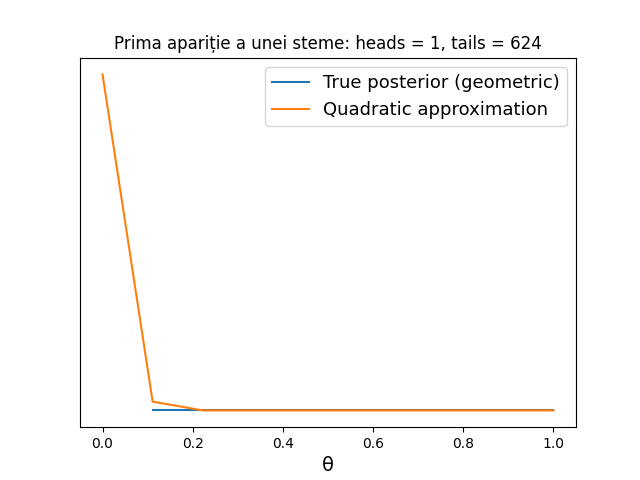 Prima apariție a unei steme: heads = 1, tails = 624
True posterior (geometric)
Quadratic approximation
0.0 0.2 0.4 0.6 0.8 1.0
θ